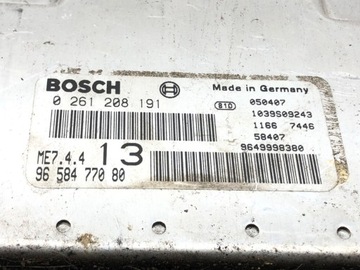 BOSCH
Made in Germany
0 261 208 191
B10
050407
1039S09243
1166 7446
58407
9649998380
ME7.4.4 13
96 584 770 80